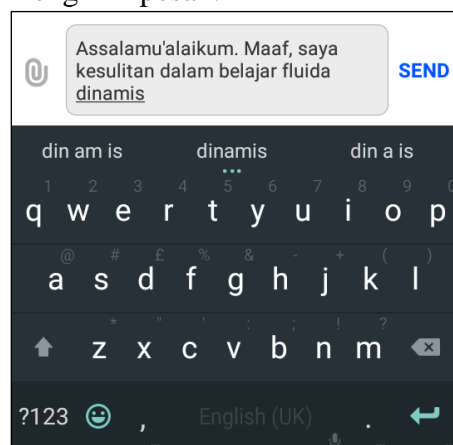 Assalamu'alaikum. Maaf, saya
kesulitan dalam belajar fluida
dinamis
SEND
din am is dinamis din a is
1 2 3 4 5 6 7 8 9
q w e r t y u i o p
@ # £ % & - + ( )
a s d f g h j k l
* " ' : ; ! ?
z x c v b n m
?123 , English (UK) .